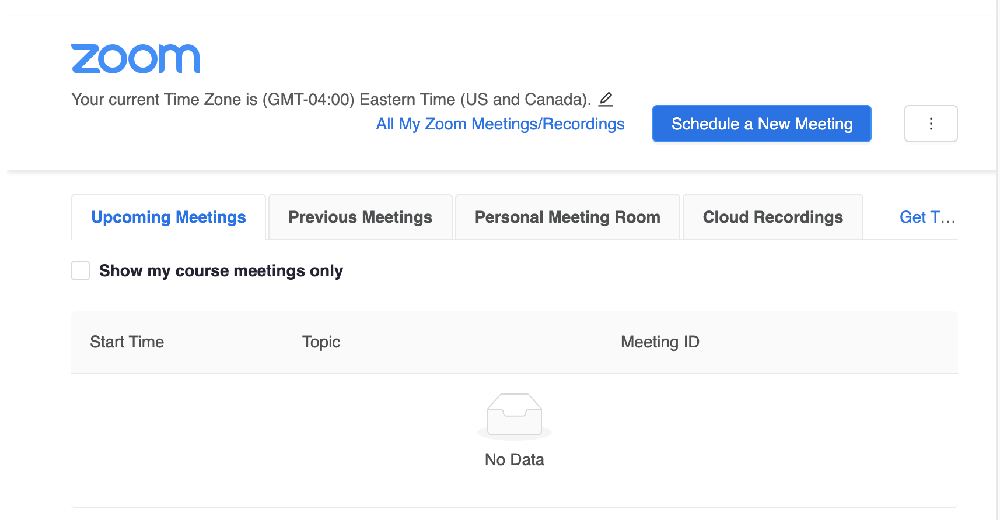 zoom
Your current Time Zone is (GMT-04:00) Eastern Time (US and Canada).
All My Zoom Meetings/Recordings
Schedule a New Meeting
Upcoming Meetings
Previous Meetings
Personal Meeting Room
Cloud Recordings
Get T...
Show my course meetings only
Start Time
Topic
Meeting ID
No Data